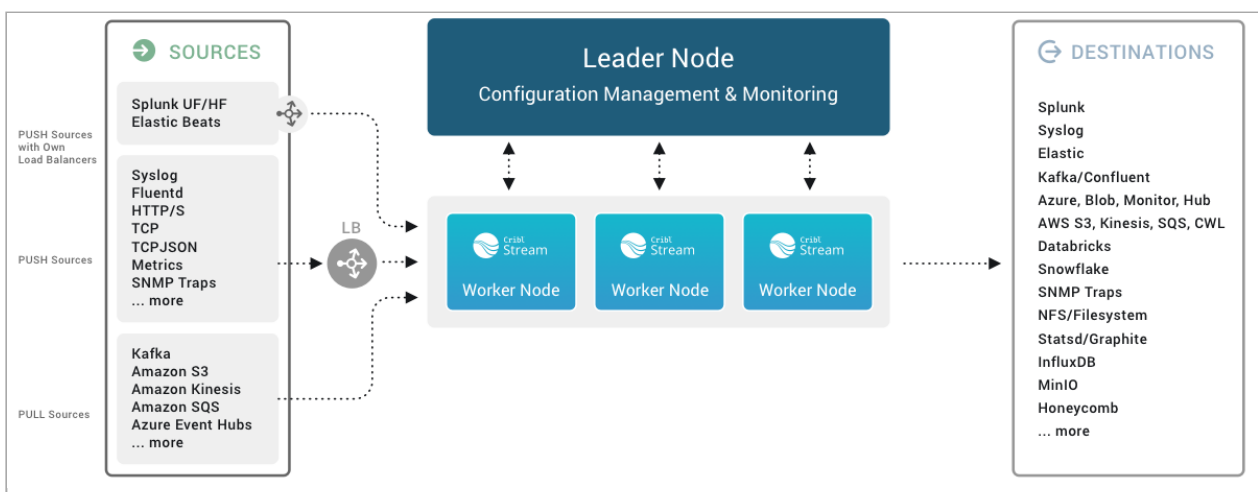 SOURCES
PUSH Sources
with Own
Load Balancers
Splunk UF/HF
Elastic Beats
PUSH Sources
Syslog
Fluentd
HTTP/S
TCP
TCPJSON
Metrics
SNMP Traps
... more
PULL Sources
Kafka
Amazon S3
Amazon Kinesis
Amazon SQS
Azure Event Hubs
... more
LB
Leader Node
Configuration Management & Monitoring
Cribl
Stream
Worker Node
Cribl
Stream
Worker Node
Cribl
Stream
Worker Node
DESTINATIONS
Splunk
Syslog
Elastic
Kafka/Confluent
Azure, Blob, Monitor, Hub
AWS S3, Kinesis, SQS, CWL
Databricks
Snowflake
SNMP Traps
NFS/Filesystem
Statsd/Graphite
InfluxDB
MinIO
Honeycomb
... more